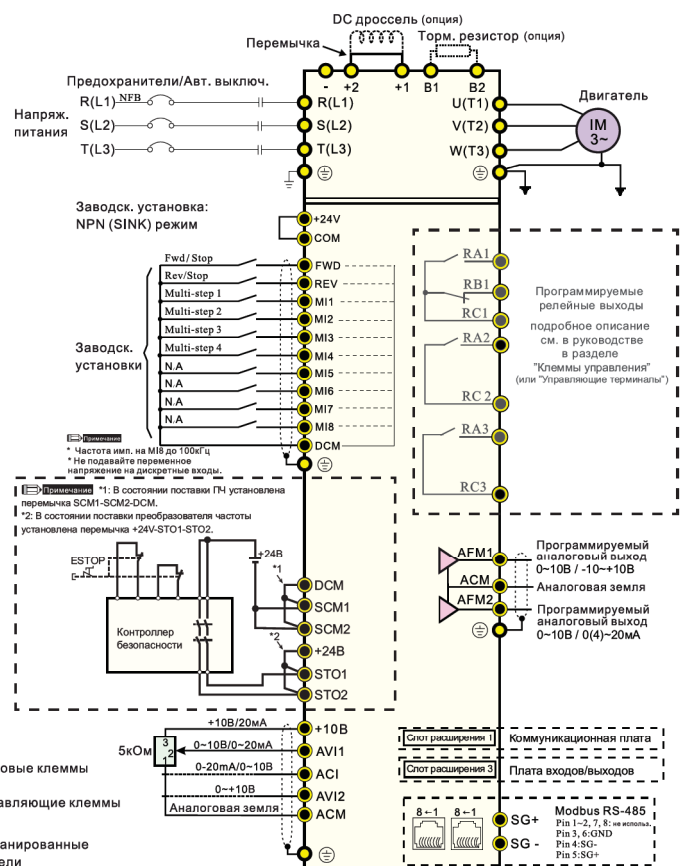 DC дроссель (опция)
Перемычка
Торм. резистор (опция)
- +2 +1 B1 B2
Предохранители/Авт. выключ.
Напряж.
питания
R(L1) NFB
S(L2)
T(L3)
R(L1)
S(L2)
T(L3)
U(T1)
V(T2)
W(T3)
Двигатель
IM
3~
Заводск. установка:
NPN (SINK) режим
+24V
COM
Заводск.
установки
Fwd/Stop
FWD
Rev/Stop
REV
Multi-step 1
MI1
Multi-step 2
MI2
Multi-step 3
MI3
Multi-step 4
MI4
N.A
MI5
N.A
MI6
N.A
MI7
N.A
MI8
DCM
RA1
RB1
RC1
RA2
RC2
RA3
RC3
Программируемые
релейные выходы
подробное описание
см. в руководстве
в разделе
"Клеммы управления"
(или "Управляющие терминалы")
Примечание
* Частота имп. на MI8 до 100кГц
* Не подавайте переменное
напряжение на дискретные входы.
Примечание *1: В состоянии поставки ПЧ установлена
перемычка SCM1-SCM2-DCM.
*2: В состоянии поставки преобразователя частоты
установлена перемычка +24V-STO1-STO2.
ESTOP
Контроллер
безопасности
+24В
*1
DCM
SCM1
SCM2
*2
+24В
STO1
STO2
AFM1
ACM
AFM2
Программируемый
аналоговый выход
0~10В / -10~+10В
Аналоговая земля
Программируемый
аналоговый выход
0~10В / 0(4)~20мА
5кОм
3
2
1
+10В/20мА
+10В
0~10В/0~20мА
AVI1
0-20мА/0~10В
ACI
0~+10В
AVI2
Аналоговая земля
ACM
овые клеммы
авляющие клеммы
анированные
ели
Слот расширения 1
Коммуникационная плата
Слот расширения 3
Плата входов/выходов
8←1 8←1
SG+
SG -
Modbus RS-485
Pin 1~2, 7, 8: не использ.
Pin 3, 6:GND
Pin 4:SG-
Pin 5:SG+